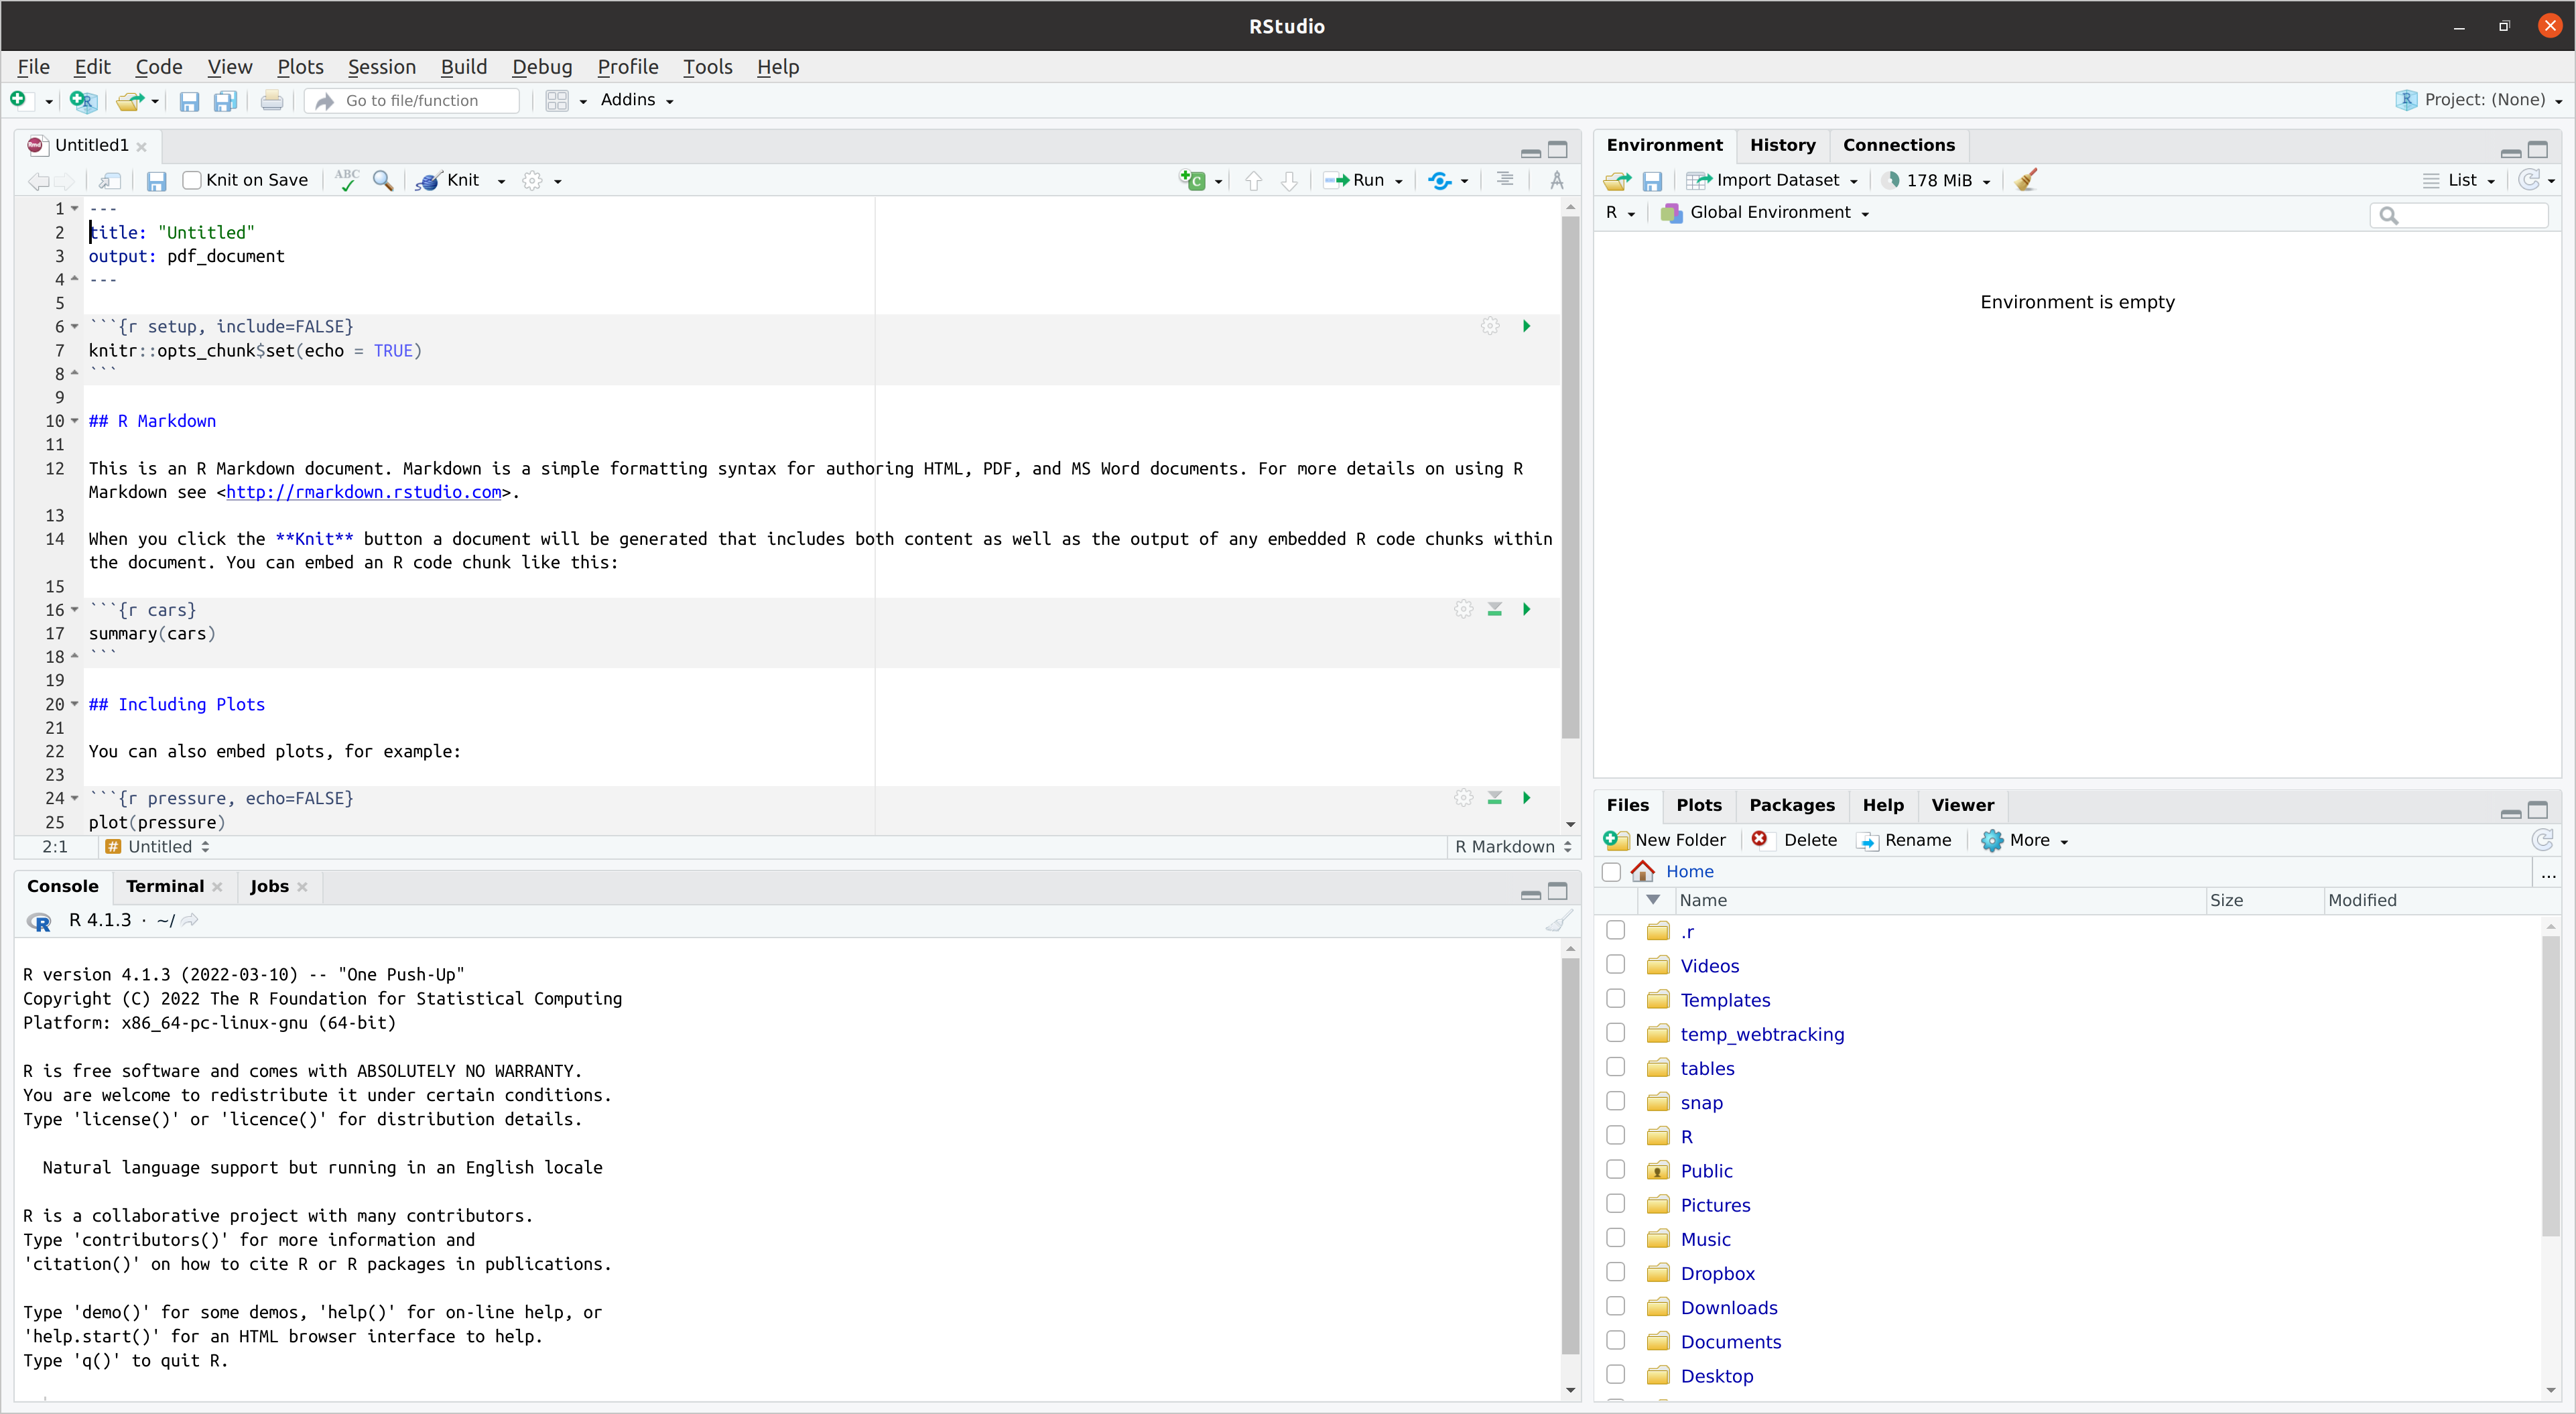 RStudio
File Edit Code View Plots Session Build Debug Profile Tools Help
Go to file/function Addins Project: (None)
Untitled1
Knit on Save ABC Knit Run
1 ---
2 title: "Untitled"
3 output: pdf_document
4 ---
5
6 ```{r setup, include=FALSE}
7 knitr::opts_chunk$set(echo = TRUE)
8 ```
9
10 ## R Markdown
11
12 This is an R Markdown document. Markdown is a simple formatting syntax for authoring HTML, PDF, and MS Word documents. For more details on using R
Markdown see <http://rmarkdown.rstudio.com>.
13
14 When you click the **Knit** button a document will be generated that includes both content as well as the output of any embedded R code chunks within
the document. You can embed an R code chunk like this:
15
16 ```{r cars}
17 summary(cars)
18 ```
19
20 ## Including Plots
21
22 You can also embed plots, for example:
23
24 ```{r pressure, echo=FALSE}
25 plot(pressure)
2:1 # Untitled R Markdown
Console Terminal Jobs
R R 4.1.3 · ~/
R version 4.1.3 (2022-03-10) -- "One Push-Up"
Copyright (C) 2022 The R Foundation for Statistical Computing
Platform: x86_64-pc-linux-gnu (64-bit)
R is free software and comes with ABSOLUTELY NO WARRANTY.
You are welcome to redistribute it under certain conditions.
Type 'license()' or 'licence()' for distribution details.
Natural language support but running in an English locale
R is a collaborative project with many contributors.
Type 'contributors()' for more information and
'citation()' on how to cite R or R packages in publications.
Type 'demo()' for some demos, 'help()' for on-line help, or
'help.start()' for an HTML browser interface to help.
Type 'q()' to quit R.
Environment History Connections
Import Dataset 178 MiB List
R Global Environment
Environment is empty
Files Plots Packages Help Viewer
New Folder Delete Rename More
Home ...
Name Size Modified
.r
Videos
Templates
temp_webtracking
tables
snap
R
Public
Pictures
Music
Dropbox
Downloads
Documents
Desktop